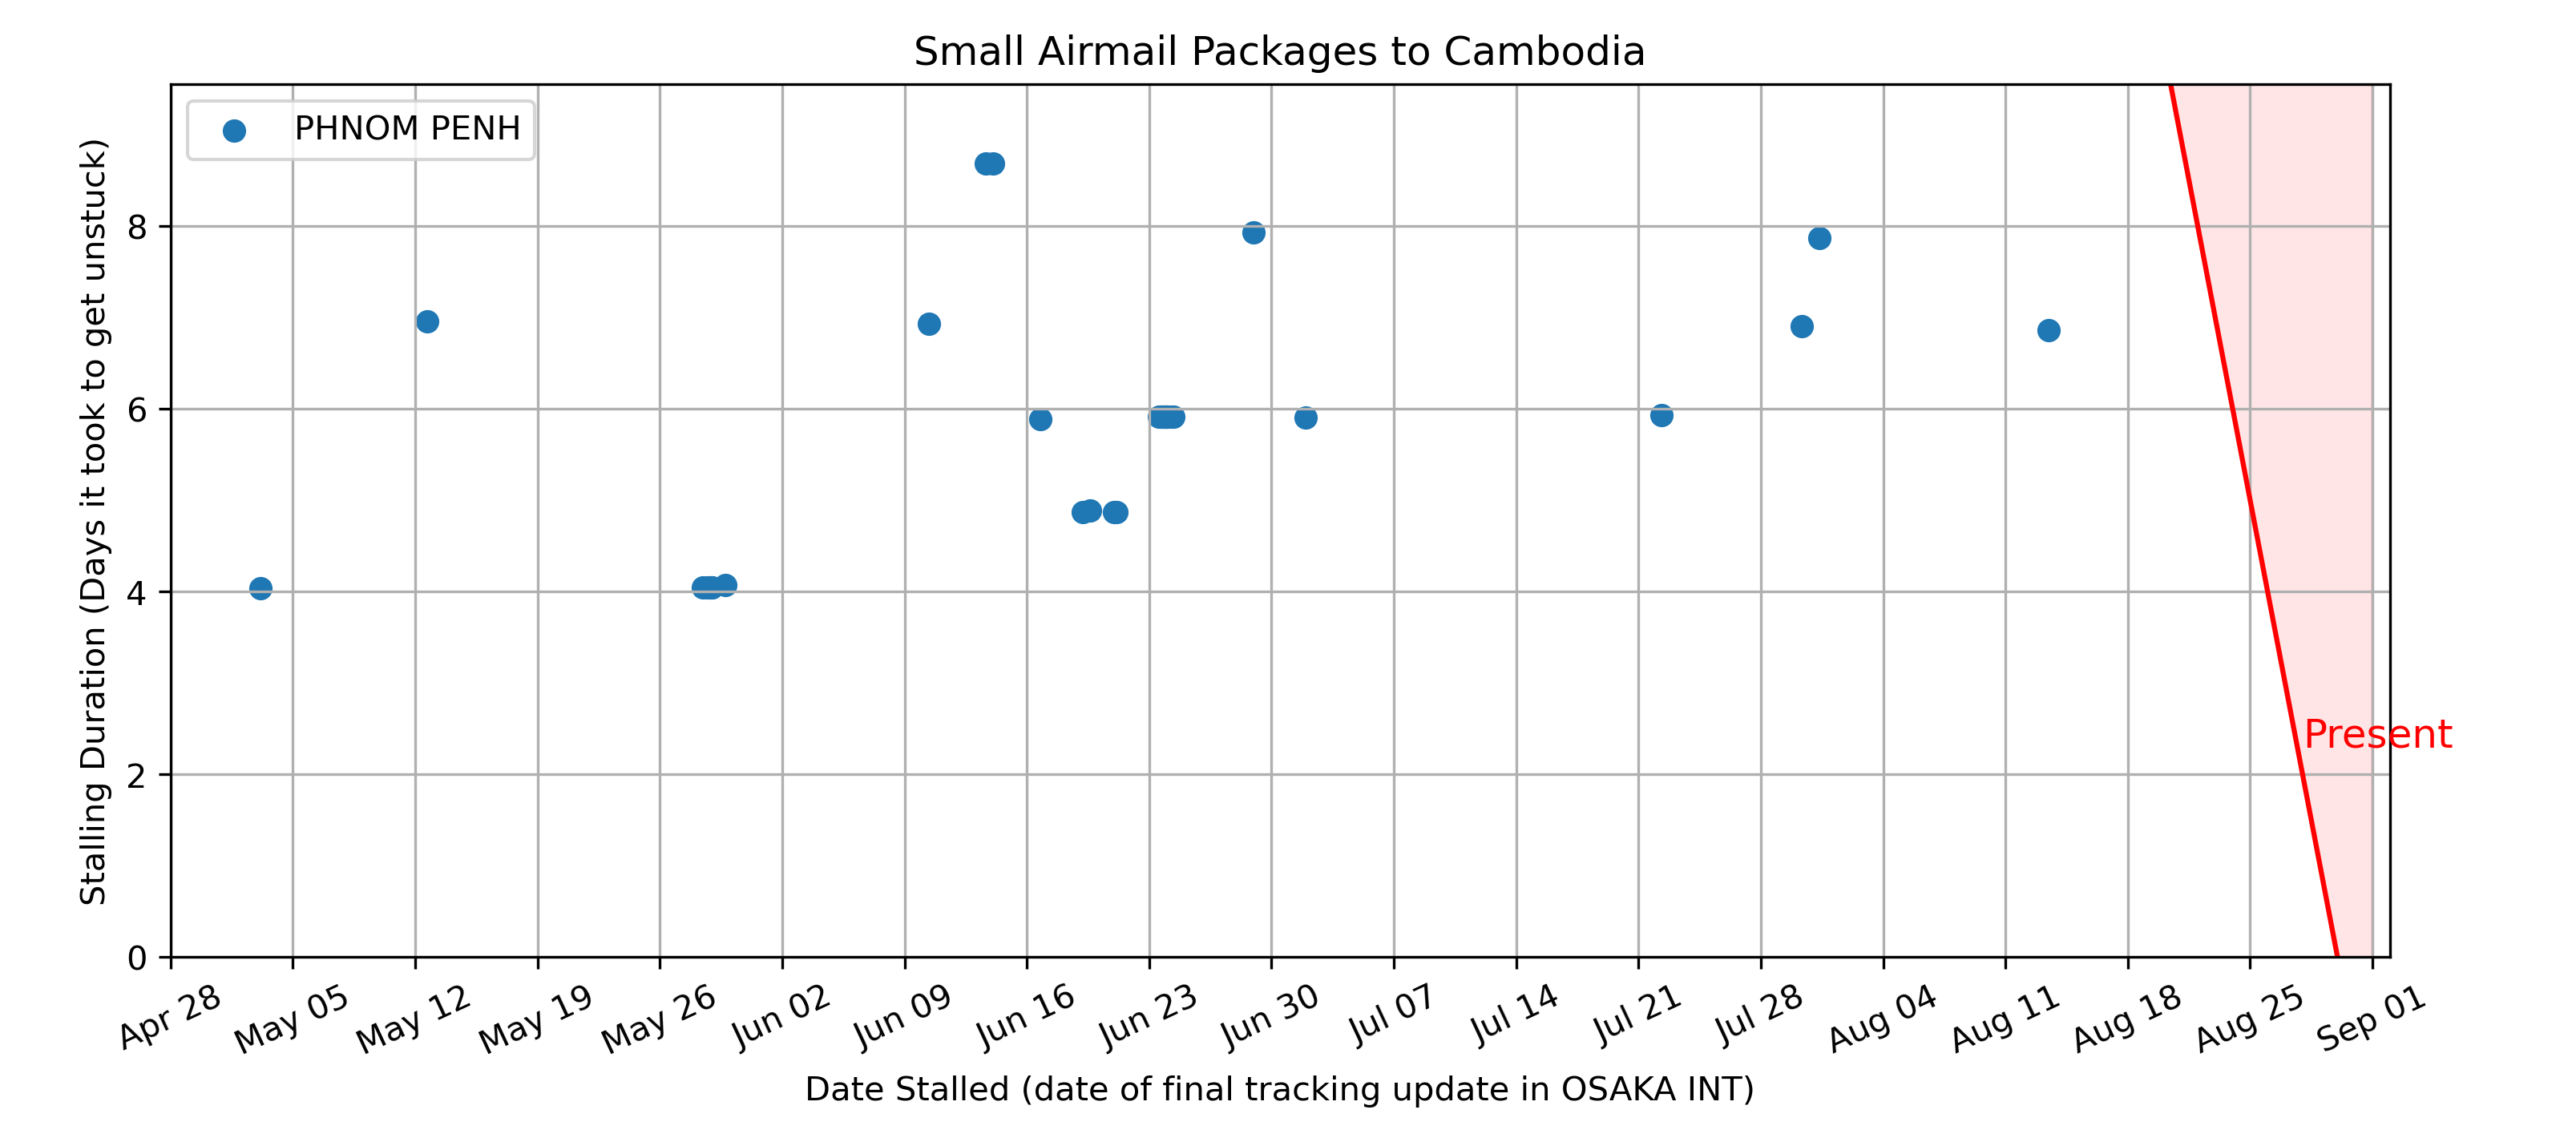 Small Airmail Packages to Cambodia
PHNOM PENH
Stalling Duration (Days it took to get unstuck)
8
6
4
2
0
Present
Apr 28
May 05
May 12
May 19
May 26
Jun 02
Jun 09
Jun 16
Jun 23
Jun 30
Jul 07
Jul 14
Jul 21
Jul 28
Aug 04
Aug 11
Aug 18
Aug 25
Sep 01
Date Stalled (date of final tracking update in OSAKA INT)